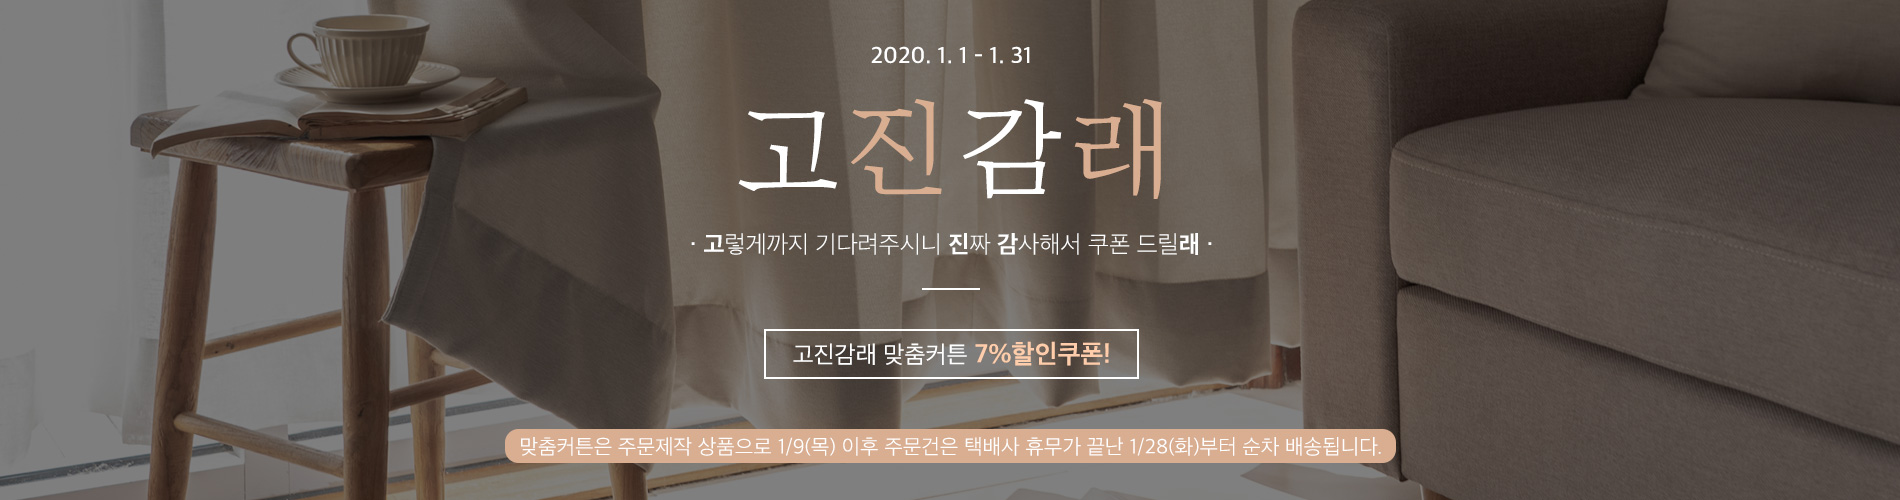 2020. 1. 1 - 1. 31
고진감래
· 고렇게까지 기다려주시니 진짜 감사해서 쿠폰 드릴래 ·
고진감래 맞춤커튼 7%할인쿠폰!
맞춤커튼은 주문제작 상품으로 1/9(목) 이후 주문건은 택배사 휴무가 끝난 1/28(화)부터 순차 배송됩니다.